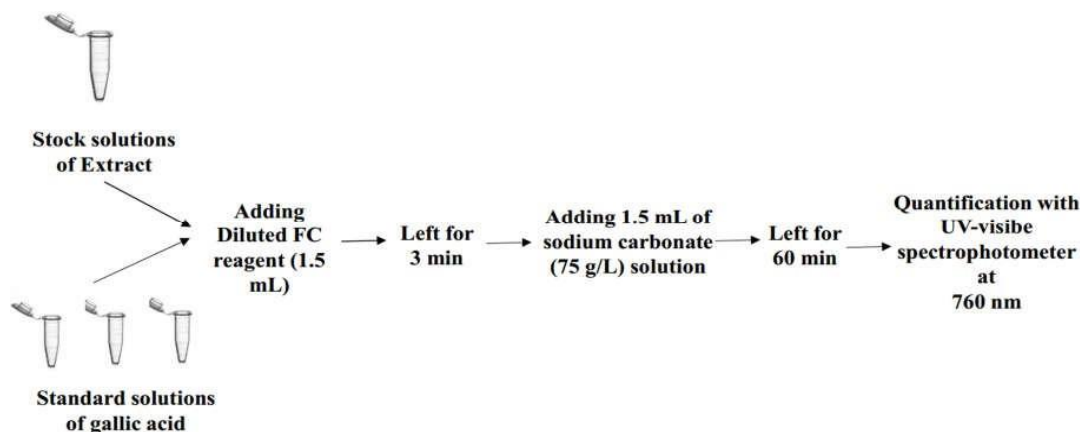 Stock solutions
of Extract
Adding
Diluted FC
reagent (1.5
mL)
Left for
3 min
Adding 1.5 mL of
sodium carbonate
(75 g/L) solution
Left for
60 min
Quantification with
UV-visibe
spectrophotometer
at
760 nm
Standard solutions
of gallic acid